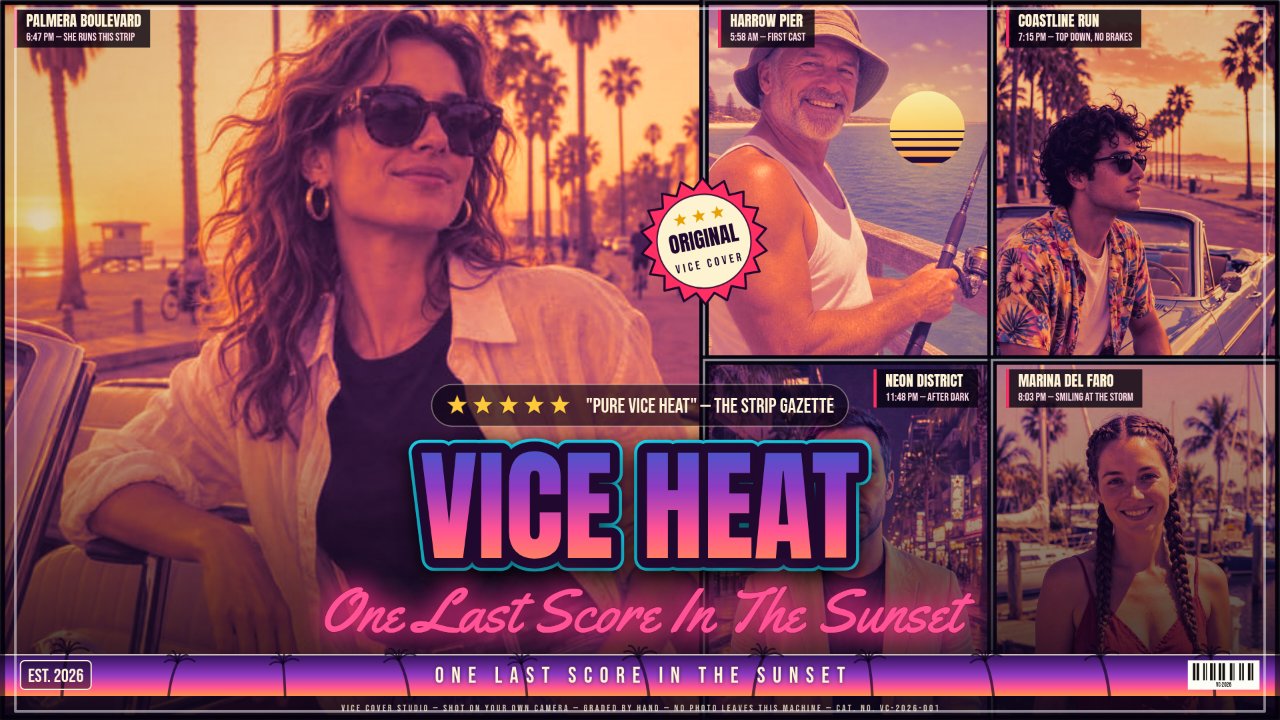 PALMERA BOULEVARD
6:47 PM – SHE RUNS THIS STRIP
HARROW PIER
5:58 AM – FIRST CAST
COASTLINE RUN
7:15 PM – TOP DOWN, NO BRAKES
ORIGINAL
VICE COVER
NEON DISTRICT
11:48 PM – AFTER DARK
MARINA DEL FARO
8:03 PM – SMILING AT THE STORM
"PURE VICE HEAT" – THE STRIP GAZETTE
VICE HEAT
One Last Score In The Sunset
EST. 2026
ONE LAST SCORE IN THE SUNSET
VC-2026
VICE COVER STUDIO – SHOT ON YOUR OWN CAMERA – GRADED BY HAND – NO PHOTO LEAVES THIS MACHINE – CAT. NO. VC-2026-001